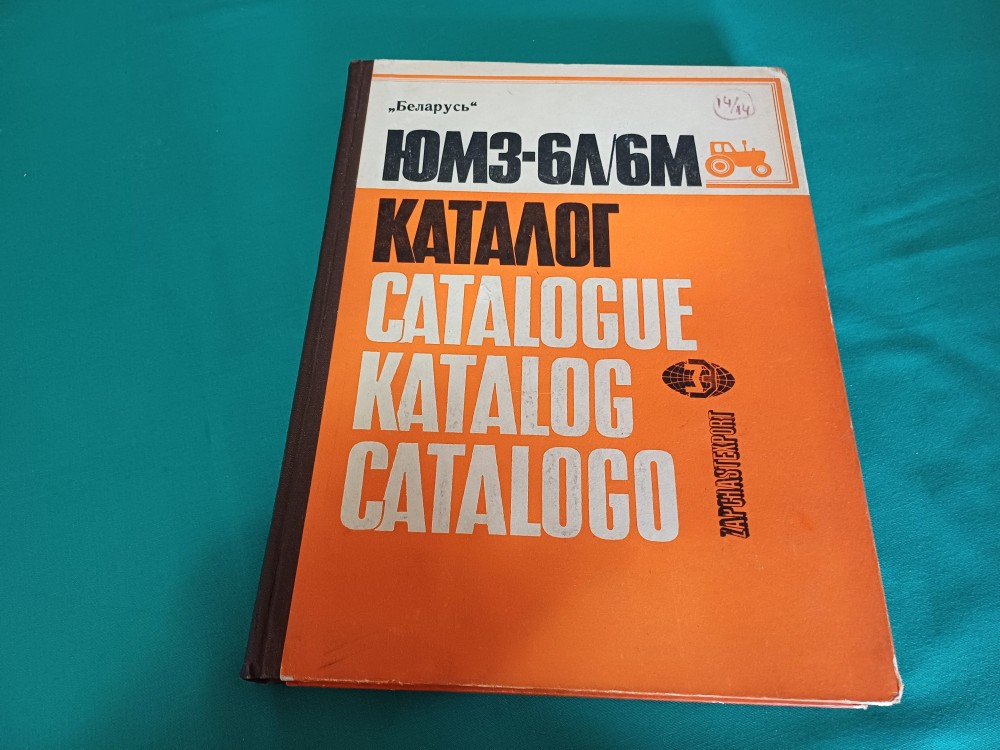 „Беларусь“
14/14
ЮМЗ-6Л/6М
КАТАЛОГ
CATALOGUE
KATALOG
CATALOGO
ZAPCHASTEXPORT